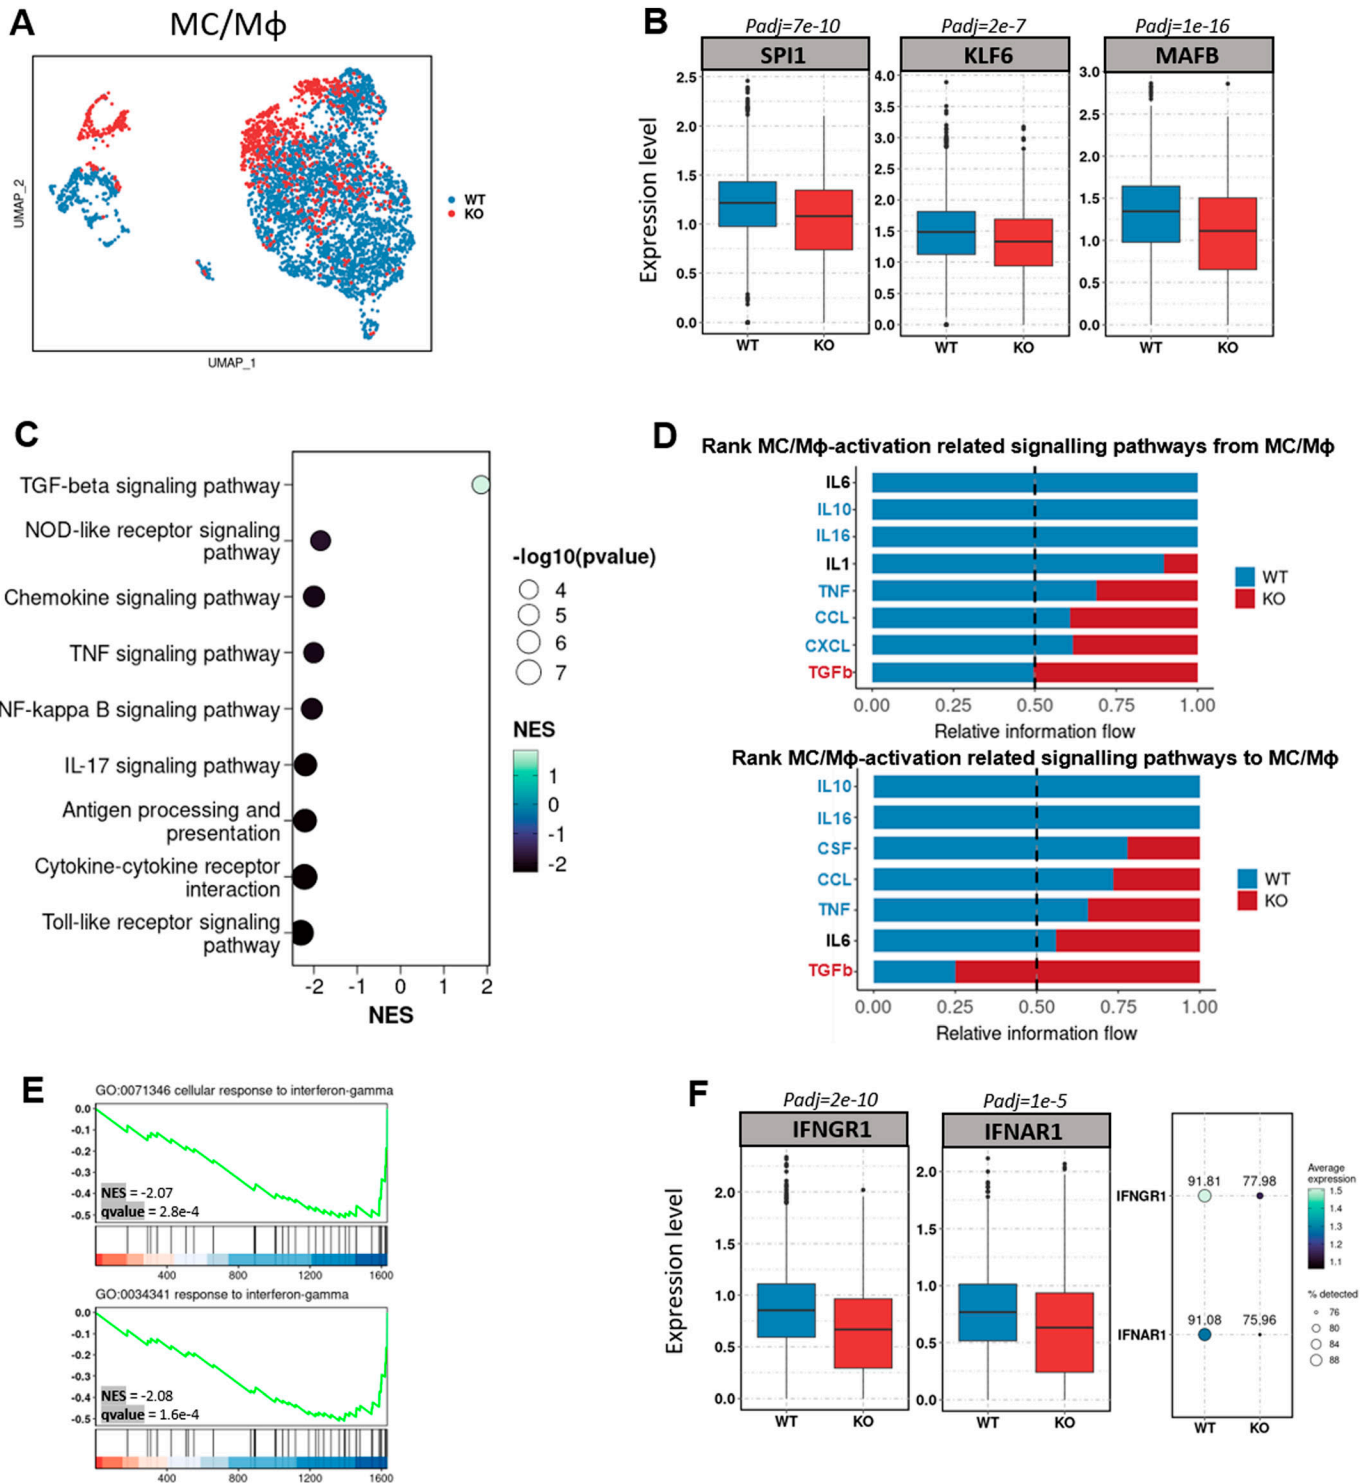 A
MC/Mϕ
UMAP_2
UMAP_1
WT
KO
B
Padj=7e-10
Padj=2e-7
Padj=1e-16
SPI1
KLF6
MAFB
Expression level
2.5
2.0
1.5
1.0
0.5
0.0
WT
KO
4.0
3.5
3.0
2.5
2.0
1.5
1.0
0.5
0.0
WT
KO
3.0
2.5
2.0
1.5
1.0
0.5
0.0
WT
KO
C
TGF-beta signaling pathway
NOD-like receptor signaling
pathway
Chemokine signaling pathway
TNF signaling pathway
NF-kappa B signaling pathway
IL-17 signaling pathway
Antigen processing and
presentation
Cytokine-cytokine receptor
interaction
Toll-like receptor signaling
pathway
-2 -1 0 1 2
NES
-log10(pvalue)
4
5
6
7
NES
1
0
-1
-2
D
Rank MC/Mϕ-activation related signalling pathways from MC/Mϕ
IL6
IL10
IL16
IL1
TNF
CCL
CXCL
TGFb
0.00 0.25 0.50 0.75 1.00
Relative information flow
WT
KO
Rank MC/Mϕ-activation related signalling pathways to MC/Mϕ
IL10
IL16
CSF
CCL
TNF
IL6
TGFb
0.00 0.25 0.50 0.75 1.00
Relative information flow
WT
KO
E
GO:0071346 cellular response to interferon-gamma
0.0
-0.1
-0.2
-0.3
-0.4
-0.5
NES = -2.07
qvalue = 2.8e-4
400 800 1200 1600
GO:0034341 response to interferon-gamma
0.0
-0.1
-0.2
-0.3
-0.4
-0.5
NES = -2.08
qvalue = 1.6e-4
400 800 1200 1600
F
Padj=2e-10
Padj=1e-5
IFNGR1
IFNAR1
Expression level
2.0
1.5
1.0
0.5
0.0
WT
KO
2.0
1.5
1.0
0.5
0.0
WT
KO
91.81 77.98
IFNGR1
91.08 75.96
IFNAR1
WT KO
Average
expression
1.5
1.4
1.3
1.2
1.1
% detected
76
80
84
88